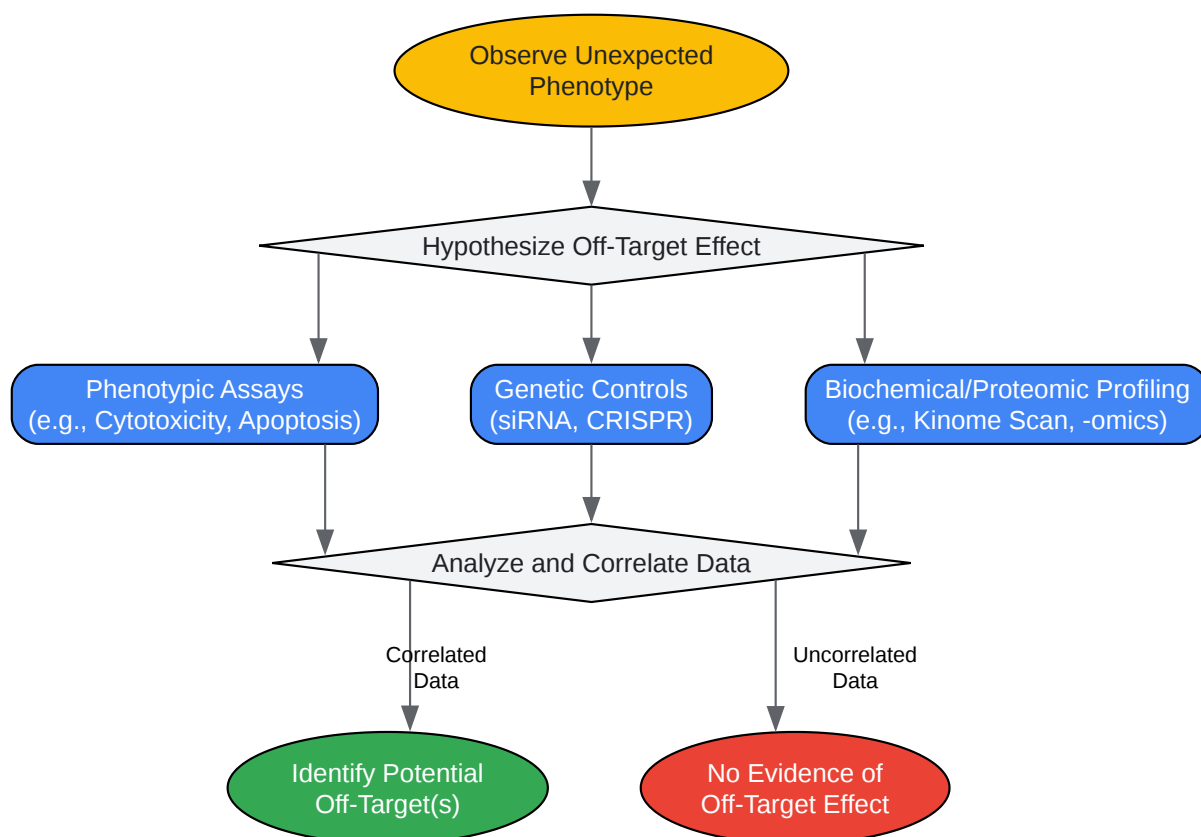 Observe Unexpected
Phenotype
Hypothesize Off-Target Effect
Phenotypic Assays
(e.g., Cytotoxicity, Apoptosis)
Genetic Controls
(siRNA, CRISPR)
Biochemical/Proteomic Profiling
(e.g., Kinome Scan, -omics)
Analyze and Correlate Data
Correlated
Data
Uncorrelated
Data
Identify Potential
Off-Target(s)
No Evidence of
Off-Target Effect